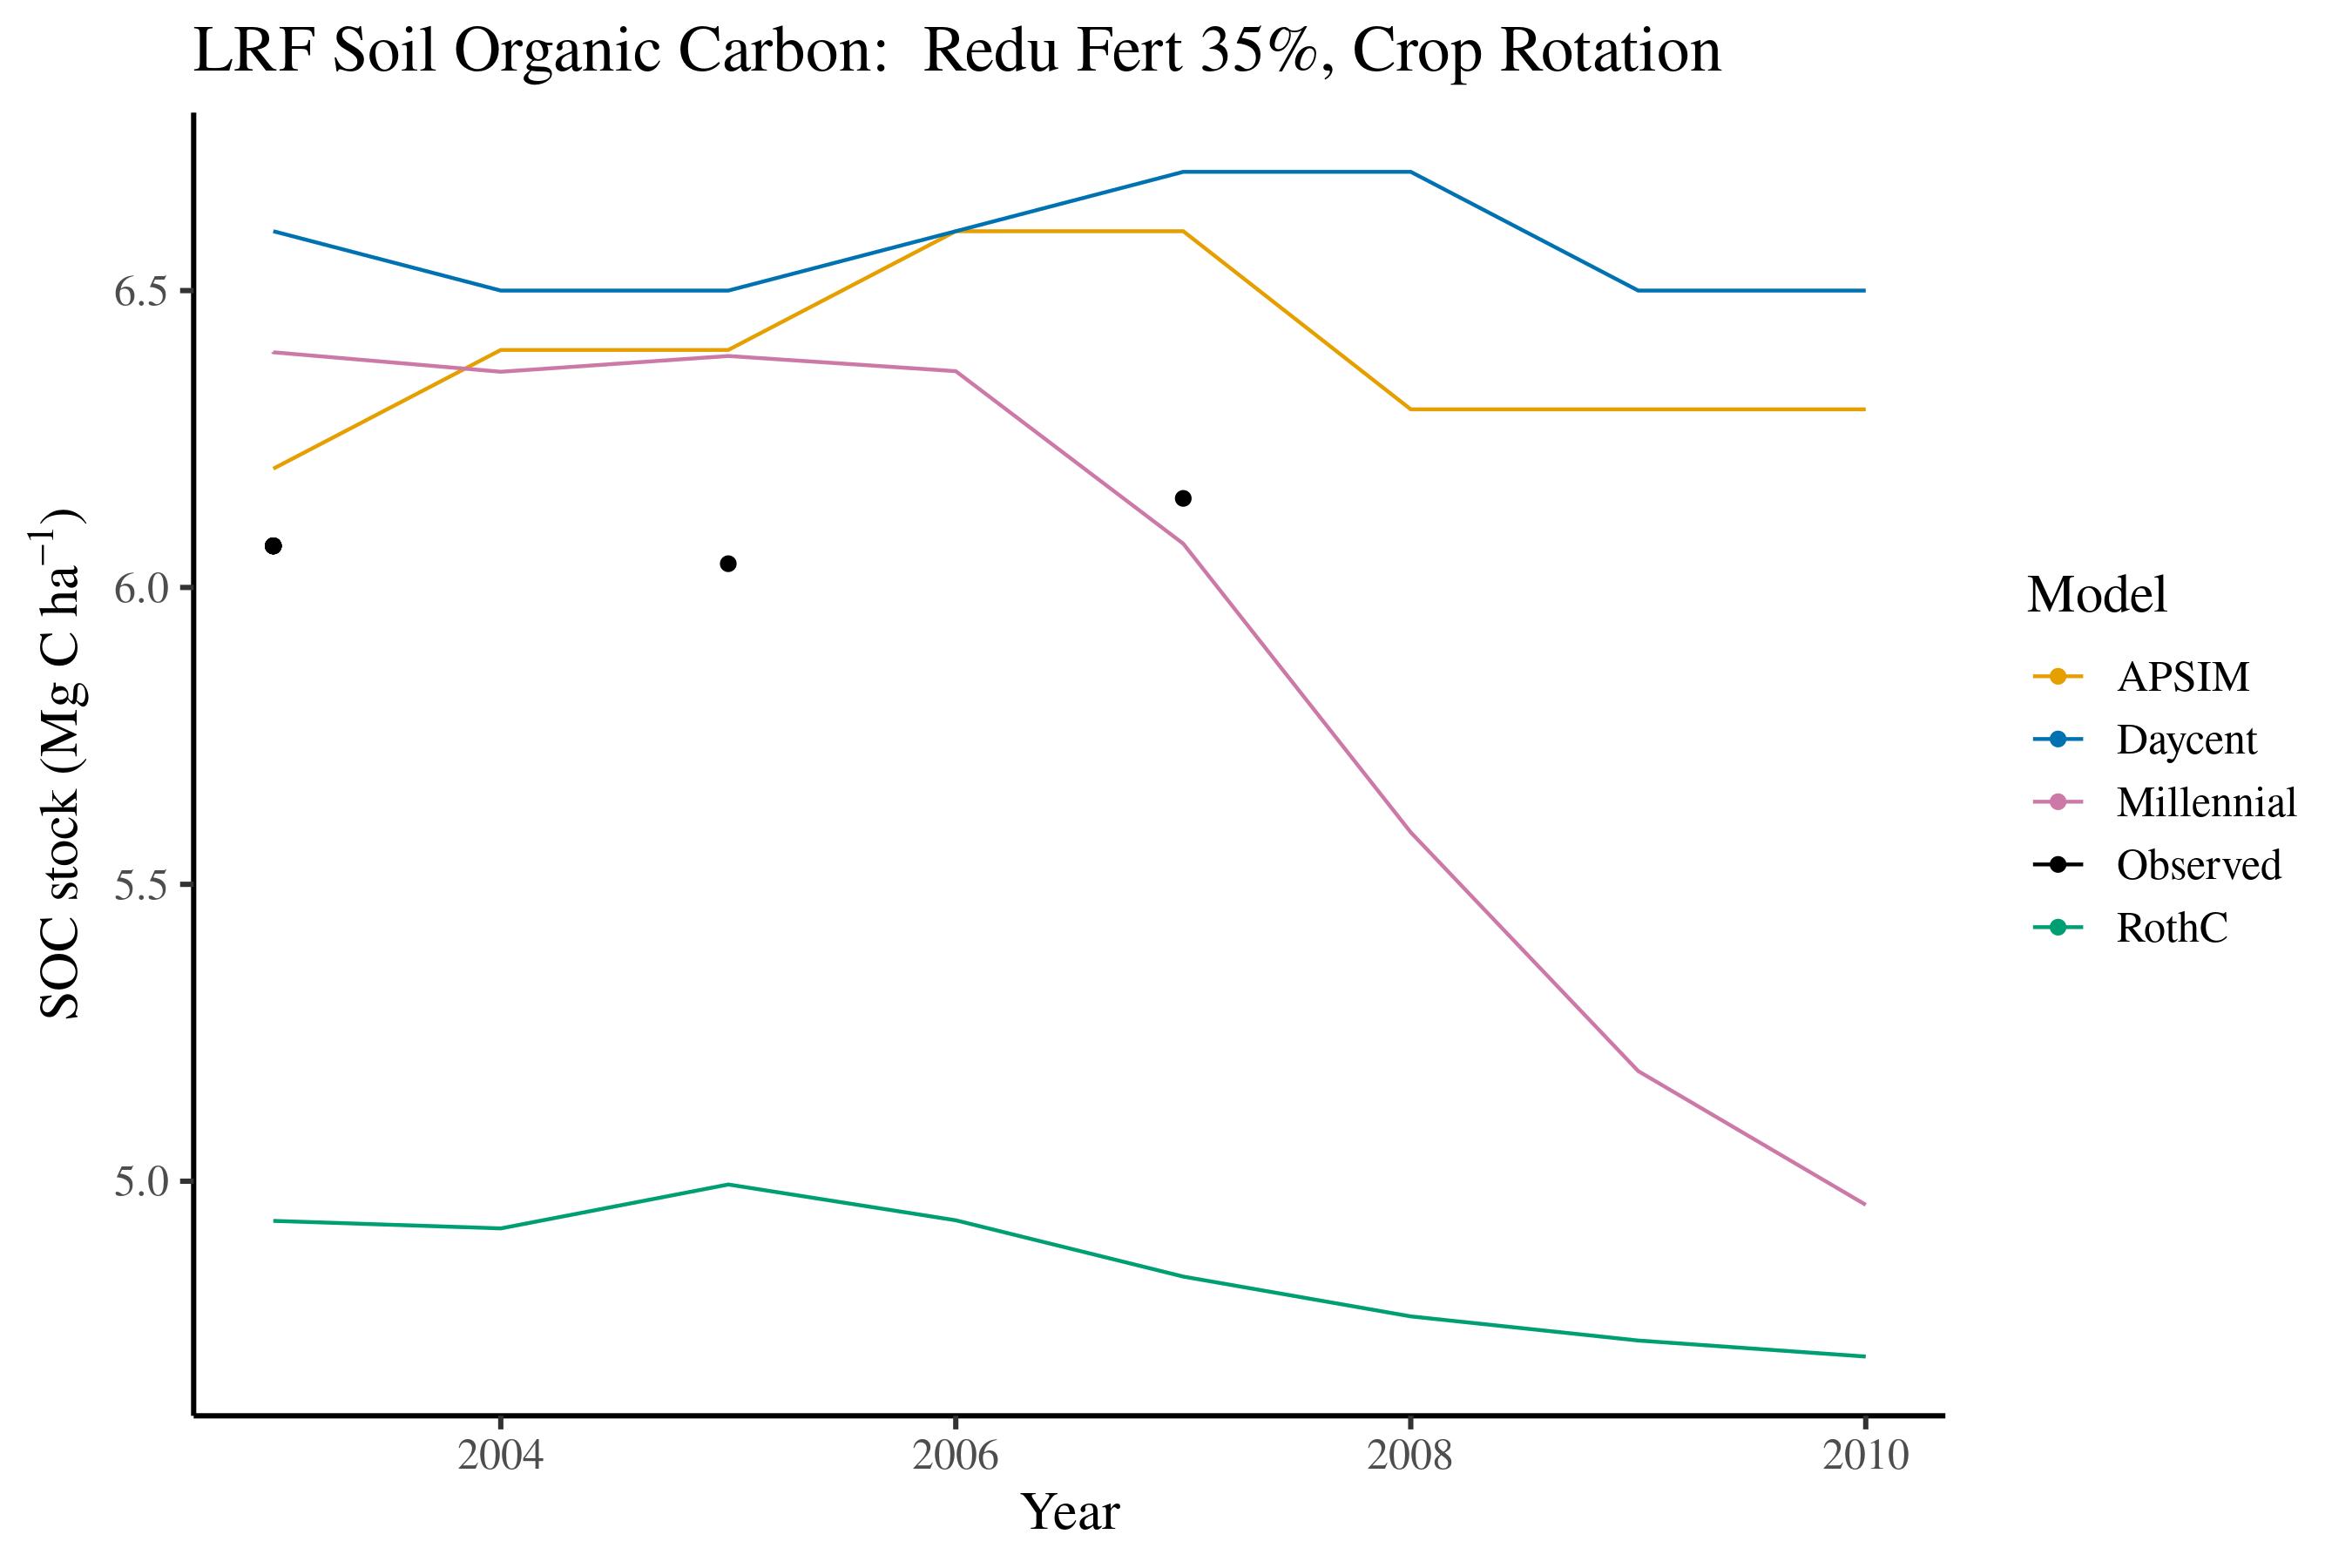 LRF Soil Organic Carbon:  Redu Fert 35%, Crop Rotation
SOC stock (Mg C ha⁻¹)
6.5
6.0
5.5
5.0
2004 2006 2008 2010
Year
Model
APSIM
Daycent
Millennial
Observed
RothC